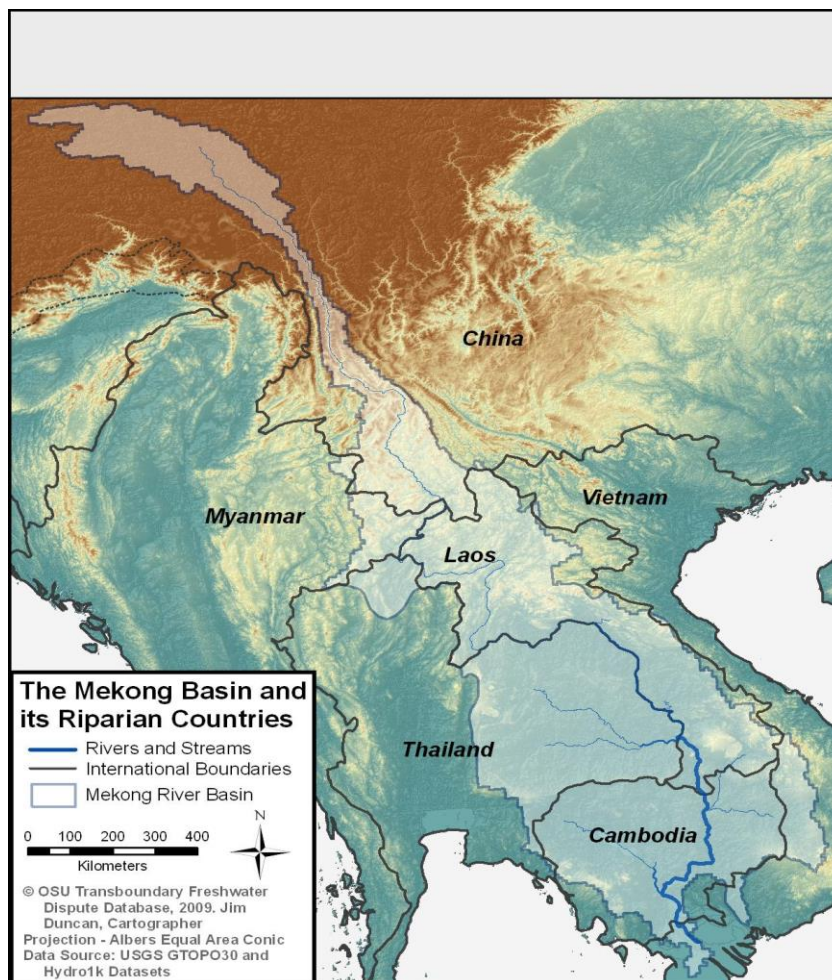 China
Vietnam
Myanmar
Laos
Thailand
Cambodia
The Mekong Basin and
its Riparian Countries
Rivers and Streams
International Boundaries
Mekong River Basin
N
0 50 100 200 300 400
Kilometers
© OSU Transboundary Freshwater
Dispute Database, 2009. Jim
Duncan, Cartographer
Projection - Albers Equal Area Conic
Data Source: USGS GTOPO30 and
Hydro1k Datasets